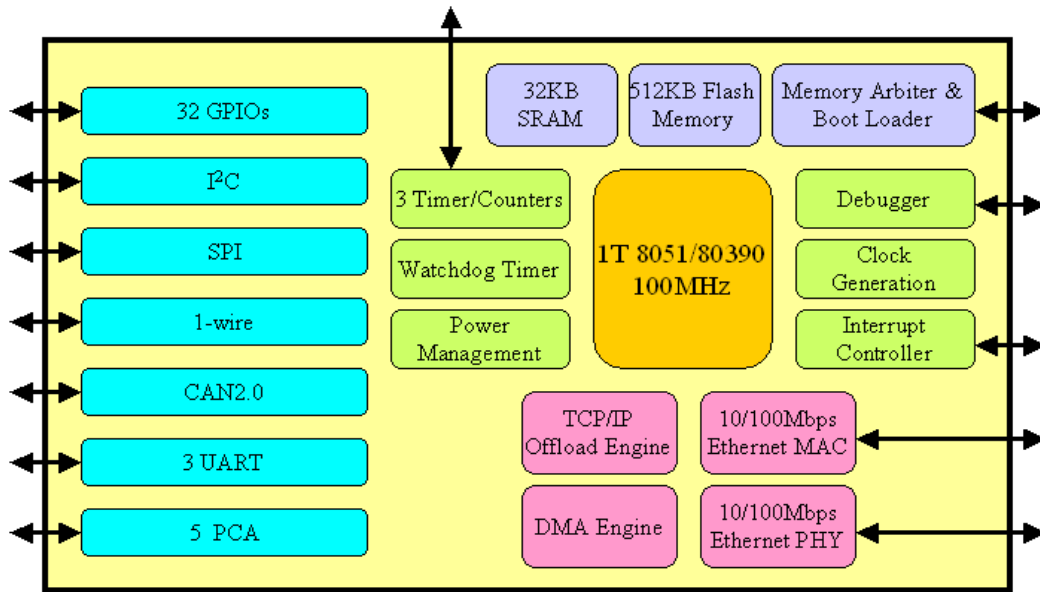 32 GPIOs
I²C
SPI
1-wire
CAN2.0
3 UART
5 PCA
32KB
SRAM
512KB Flash
Memory
Memory Arbiter &
Boot Loader
3 Timer/Counters
Watchdog Timer
Power
Management
1T 8051/80390
100MHz
Debugger
Clock
Generation
Interrupt
Controller
TCP/IP
Offload Engine
10/100Mbps
Ethernet MAC
DMA Engine
10/100Mbps
Ethernet PHY